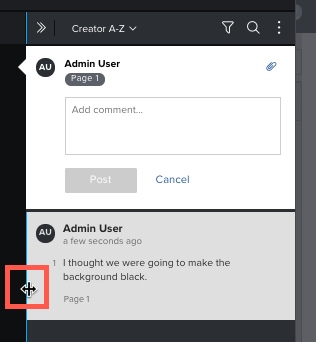 Creator A-Z
AU
Admin User
Page 1
Add comment...
Post
Cancel
AU
Admin User
a few seconds ago
1
I thought we were going to make the
background black.
Page 1